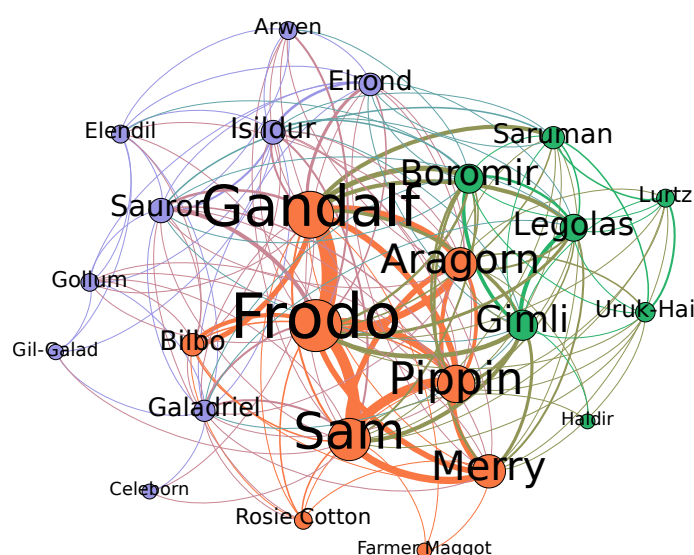 Arwen
Elrond
Elendil
Isildur
Saruman
Boromir
Lurtz
Sauron
Gandalf
Legolas
Aragorn
Gollum
Frodo
Gimli
Uruk-Hai
Bilbo
Gil-Galad
Pippin
Galadriel
Haldir
Sam
Merry
Celeborn
Rosie Cotton
Farmer Maggot